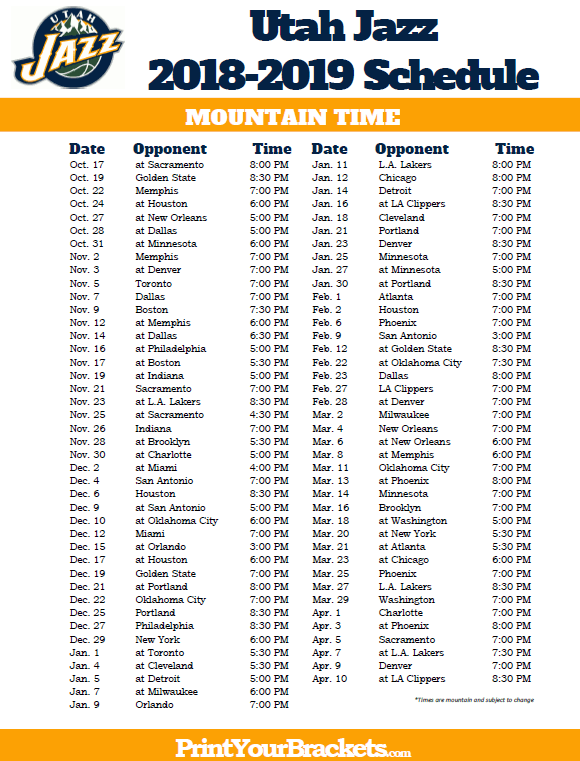 UTAH
JAZZ
Utah Jazz
2018-2019 Schedule
MOUNTAIN TIME
Date Opponent Time
Oct. 17 at Sacramento 8:00 PM
Oct. 19 Golden State 8:30 PM
Oct. 22 Memphis 7:00 PM
Oct. 24 at Houston 6:00 PM
Oct. 27 at New Orleans 5:00 PM
Oct. 28 at Dallas 5:00 PM
Oct. 31 at Minnesota 6:00 PM
Nov. 2 Memphis 7:00 PM
Nov. 3 at Denver 7:00 PM
Nov. 5 Toronto 7:00 PM
Nov. 7 Dallas 7:00 PM
Nov. 9 Boston 7:30 PM
Nov. 12 at Memphis 6:00 PM
Nov. 14 at Dallas 6:30 PM
Nov. 16 at Philadelphia 5:00 PM
Nov. 17 at Boston 5:30 PM
Nov. 19 at Indiana 5:00 PM
Nov. 21 Sacramento 7:00 PM
Nov. 23 at L.A. Lakers 8:30 PM
Nov. 25 at Sacramento 4:30 PM
Nov. 26 Indiana 7:00 PM
Nov. 28 at Brooklyn 5:30 PM
Nov. 30 at Charlotte 5:00 PM
Dec. 2 at Miami 4:00 PM
Dec. 4 San Antonio 7:00 PM
Dec. 6 Houston 8:30 PM
Dec. 9 at San Antonio 5:00 PM
Dec. 10 at Oklahoma City 6:00 PM
Dec. 12 Miami 7:00 PM
Dec. 15 at Orlando 3:00 PM
Dec. 17 at Houston 6:00 PM
Dec. 19 Golden State 7:00 PM
Dec. 21 at Portland 8:00 PM
Dec. 22 Oklahoma City 7:00 PM
Dec. 25 Portland 8:30 PM
Dec. 27 Philadelphia 8:30 PM
Dec. 29 New York 6:00 PM
Jan. 1 at Toronto 5:30 PM
Jan. 4 at Cleveland 5:30 PM
Jan. 5 at Detroit 5:00 PM
Jan. 7 at Milwaukee 6:00 PM
Jan. 9 Orlando 7:00 PM
Date Opponent Time
Jan. 11 L.A. Lakers 8:00 PM
Jan. 12 Chicago 8:00 PM
Jan. 14 Detroit 7:00 PM
Jan. 16 at LA Clippers 8:30 PM
Jan. 18 Cleveland 7:00 PM
Jan. 21 Portland 7:00 PM
Jan. 23 Denver 8:30 PM
Jan. 25 Minnesota 7:00 PM
Jan. 27 at Minnesota 5:00 PM
Jan. 30 at Portland 8:30 PM
Feb. 1 Atlanta 7:00 PM
Feb. 2 Houston 7:00 PM
Feb. 6 Phoenix 7:00 PM
Feb. 9 San Antonio 3:00 PM
Feb. 12 at Golden State 8:30 PM
Feb. 22 at Oklahoma City 7:30 PM
Feb. 23 Dallas 8:00 PM
Feb. 27 LA Clippers 7:00 PM
Feb. 28 at Denver 7:00 PM
Mar. 2 Milwaukee 7:00 PM
Mar. 4 New Orleans 7:00 PM
Mar. 6 at New Orleans 6:00 PM
Mar. 8 at Memphis 6:00 PM
Mar. 11 Oklahoma City 7:00 PM
Mar. 13 at Phoenix 8:00 PM
Mar. 14 Minnesota 7:00 PM
Mar. 16 Brooklyn 7:00 PM
Mar. 18 at Washington 5:00 PM
Mar. 20 at New York 5:30 PM
Mar. 21 at Atlanta 5:30 PM
Mar. 23 at Chicago 6:00 PM
Mar. 25 Phoenix 7:00 PM
Mar. 27 L.A. Lakers 8:30 PM
Mar. 29 Washington 7:00 PM
Apr. 1 Charlotte 7:00 PM
Apr. 3 at Phoenix 8:00 PM
Apr. 5 Sacramento 7:00 PM
Apr. 7 at L.A. Lakers 7:30 PM
Apr. 9 Denver 7:00 PM
Apr. 10 at LA Clippers 8:30 PM
*Times are mountain and subject to change
PrintYourBrackets.com